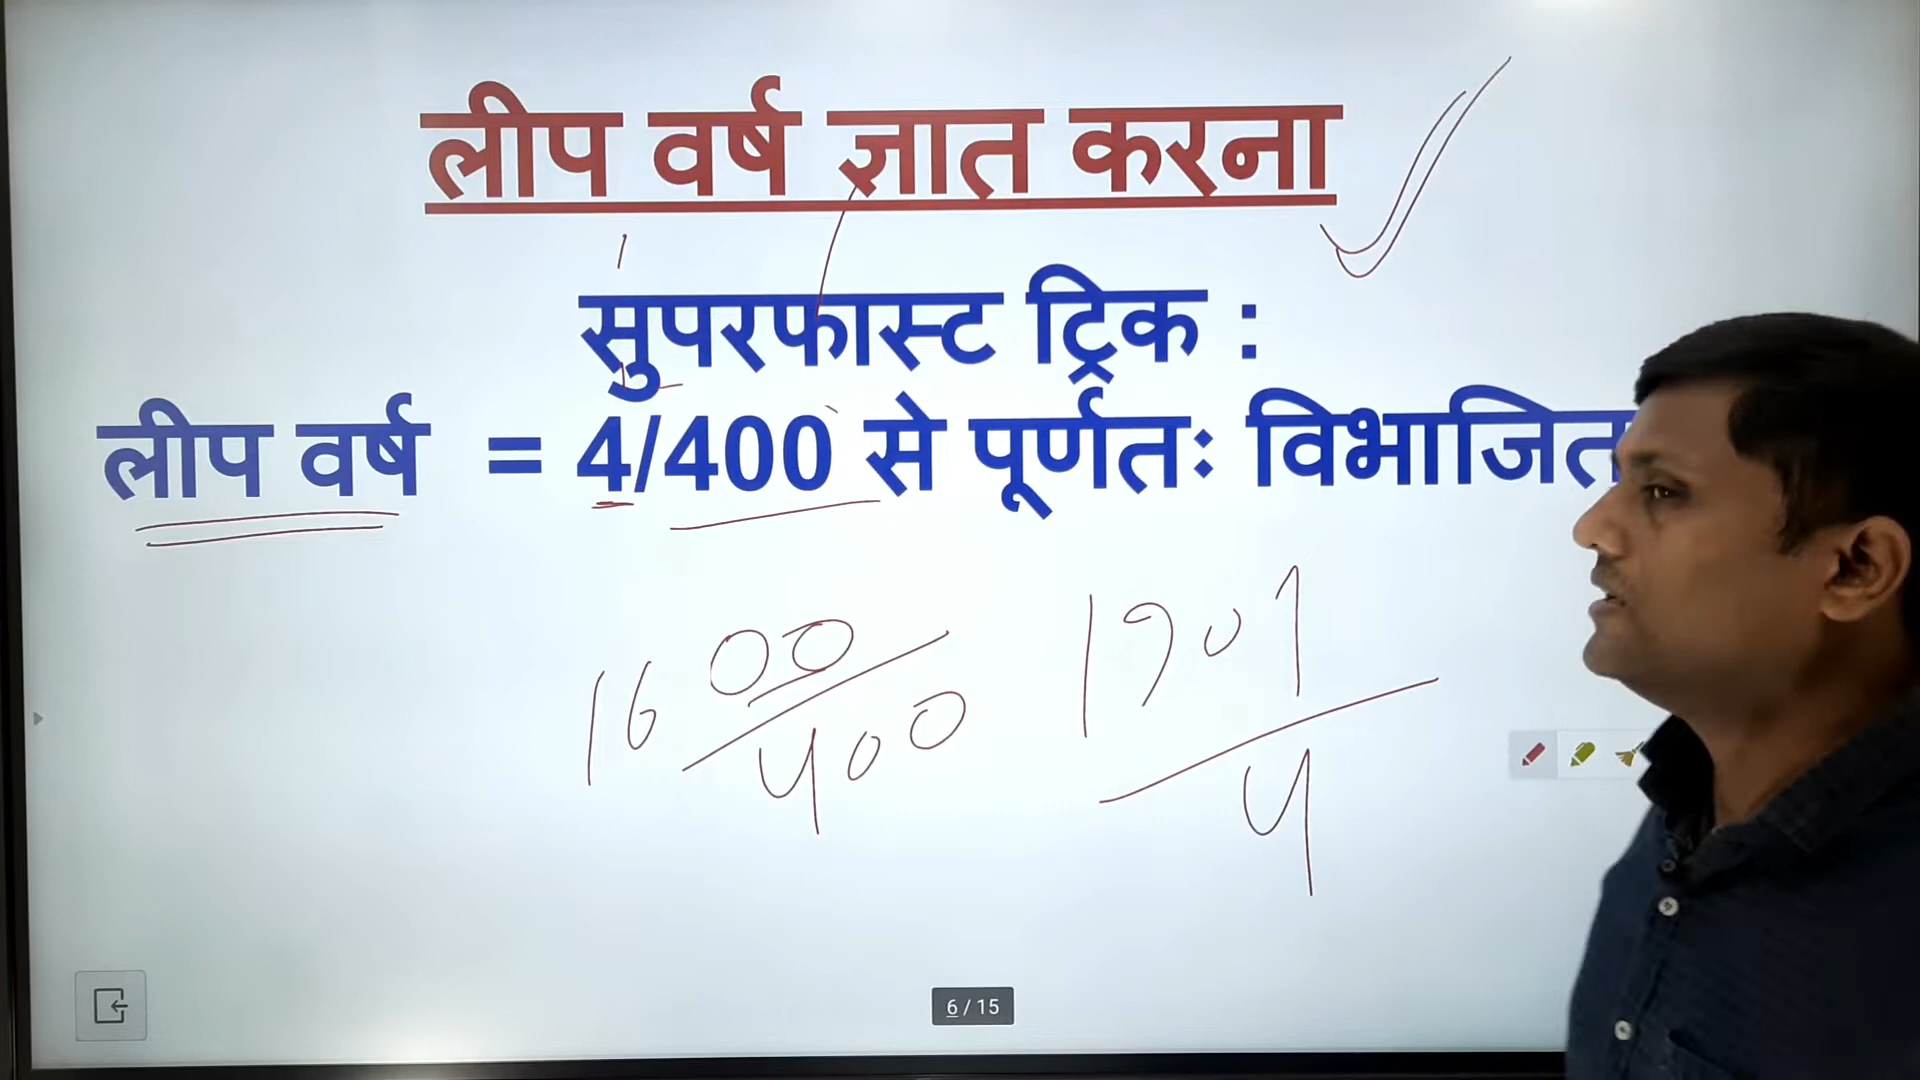 लीप वर्ष ज्ञात करना
सुपरफास्ट ट्रिक :
लीप वर्ष = 4/400 से पूर्णतः विभाजित
1600/400 1901/4
6 / 15